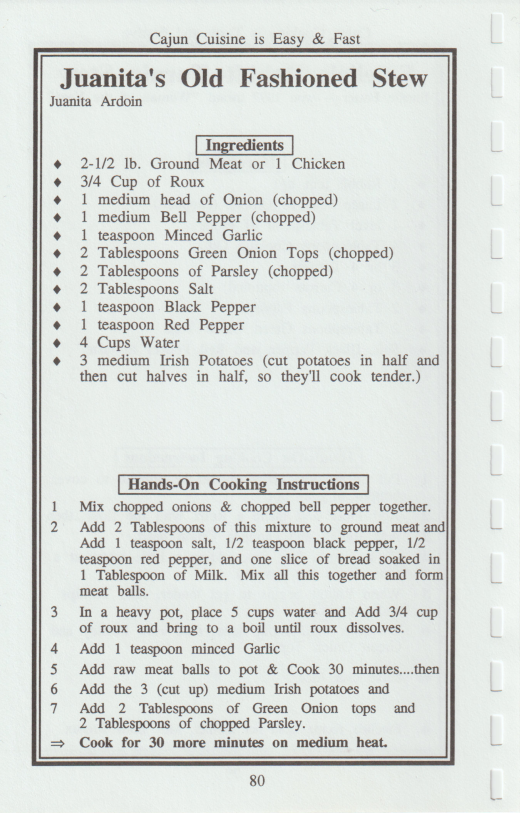 Cajun Cuisine is Easy & Fast
Juanita's Old Fashioned Stew
Juanita Ardoin
Ingredients
♦ 2-1/2 lb. Ground Meat or 1 Chicken
♦ 3/4 Cup of Roux
♦ 1 medium head of Onion (chopped)
♦ 1 medium Bell Pepper (chopped)
♦ 1 teaspoon Minced Garlic
♦ 2 Tablespoons Green Onion Tops (chopped)
♦ 2 Tablespoons of Parsley (chopped)
♦ 2 Tablespoons Salt
♦ 1 teaspoon Black Pepper
♦ 1 teaspoon Red Pepper
♦ 4 Cups Water
♦ 3 medium Irish Potatoes (cut potatoes in half and
then cut halves in half, so they'll cook tender.)
Hands-On Cooking Instructions
1 Mix chopped onions & chopped bell pepper together.
2 Add 2 Tablespoons of this mixture to ground meat and
Add 1 teaspoon salt, 1/2 teaspoon black pepper, 1/2
teaspoon red pepper, and one slice of bread soaked in
1 Tablespoon of Milk. Mix all this together and form
meat balls.
3 In a heavy pot, place 5 cups water and Add 3/4 cup
of roux and bring to a boil until roux dissolves.
4 Add 1 teaspoon minced Garlic
5 Add raw meat balls to pot & Cook 30 minutes....then
6 Add the 3 (cut up) medium Irish potatoes and
7 Add 2 Tablespoons of Green Onion tops and
2 Tablespoons of chopped Parsley.
⇒ Cook for 30 more minutes on medium heat.
80